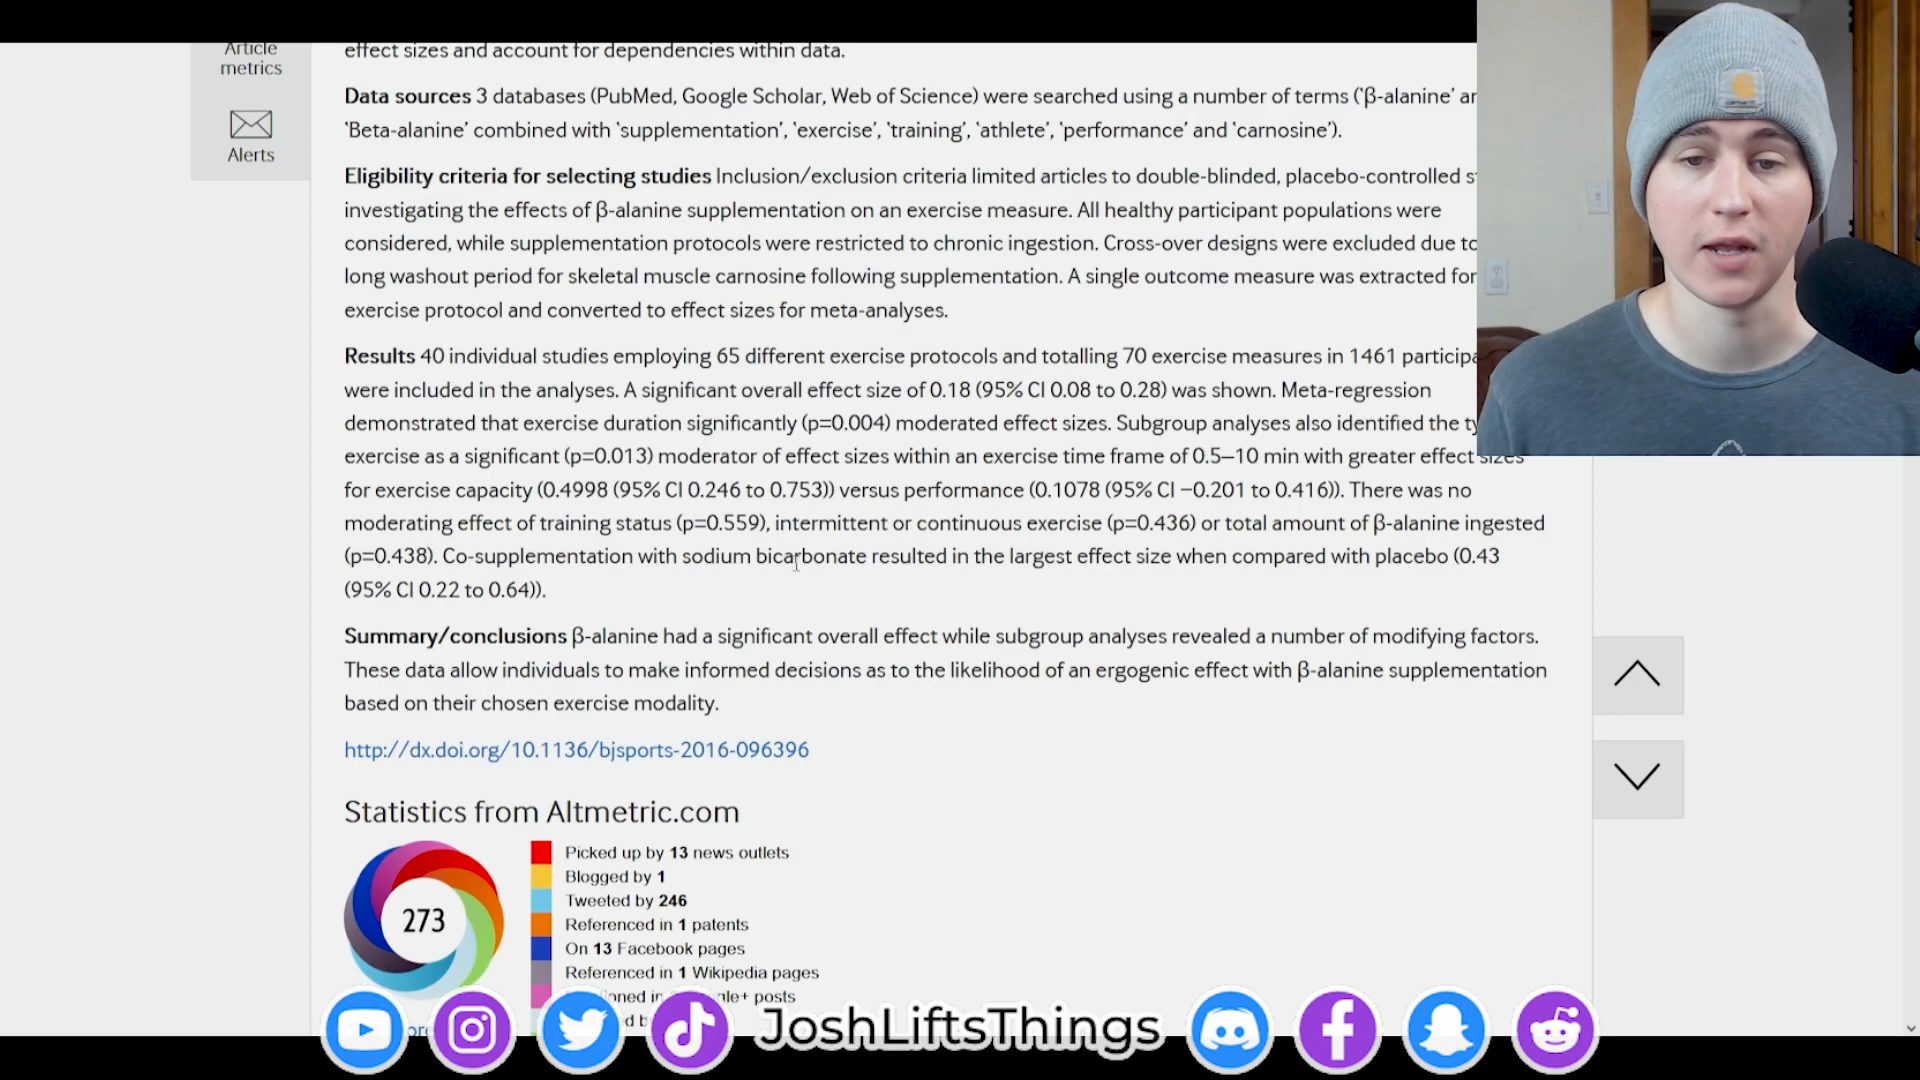 Article
metrics
Alerts
effect sizes and account for dependencies within data.
Data sources 3 databases (PubMed, Google Scholar, Web of Science) were searched using a number of terms ('β-alanine'
'Beta-alanine' combined with 'supplementation', 'exercise', 'training', 'athlete', 'performance' and 'carnosine').
Eligibility criteria for selecting studies Inclusion/exclusion criteria limited articles to double-blinded, placebo-controlled
investigating the effects of β-alanine supplementation on an exercise measure. All healthy participant populations were
considered, while supplementation protocols were restricted to chronic ingestion. Cross-over designs were excluded due to
long washout period for skeletal muscle carnosine following supplementation. A single outcome measure was extracted for
exercise protocol and converted to effect sizes for meta-analyses.
Results 40 individual studies employing 65 different exercise protocols and totalling 70 exercise measures in 1461
were included in the analyses. A significant overall effect size of 0.18 (95% CI 0.08 to 0.28) was shown. Meta-regression
demonstrated that exercise duration significantly (p=0.004) moderated effect sizes. Subgroup analyses also identified the
exercise as a significant (p=0.013) moderator of effect sizes within an exercise time frame of 0.5–10 min with greater effect sizes
for exercise capacity (0.4998 (95% CI 0.246 to 0.753)) versus performance (0.1078 (95% CI −0.201 to 0.416)). There was no
moderating effect of training status (p=0.559), intermittent or continuous exercise (p=0.436) or total amount of β-alanine ingested
(p=0.438). Co-supplementation with sodium bicarbonate resulted in the largest effect size when compared with placebo (0.43
(95% CI 0.22 to 0.64)).
Summary/conclusions β-alanine had a significant overall effect while subgroup analyses revealed a number of modifying factors.
These data allow individuals to make informed decisions as to the likelihood of an ergogenic effect with β-alanine supplementation
based on their chosen exercise modality.
http://dx.doi.org/10.1136/bjsports-2016-096396
Statistics from Altmetric.com
273
Picked up by 13 news outlets
Blogged by 1
Tweeted by 246
Referenced in 1 patents
On 13 Facebook pages
Referenced in 1 Wikipedia pages
posts
JoshLiftsThings